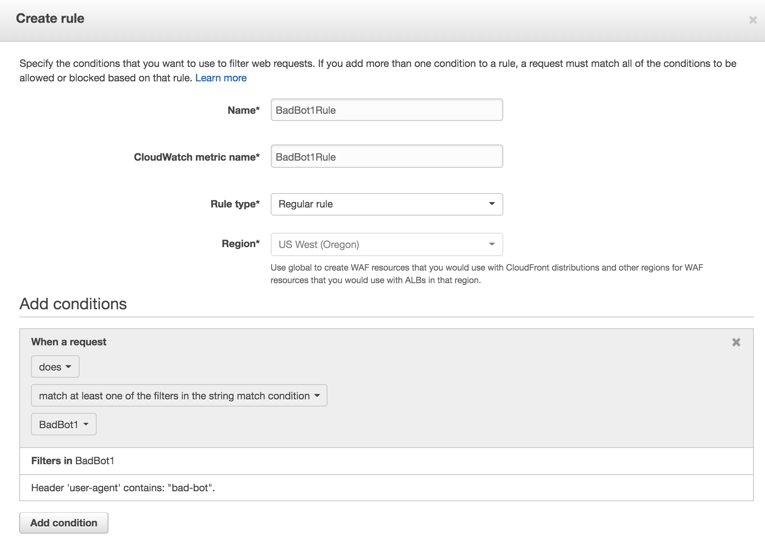 Create rule
×
Specify the conditions that you want to use to filter web requests. If you add more than one condition to a rule, a request must match all of the conditions to be
allowed or blocked based on that rule. Learn more
Name* BadBot1Rule
CloudWatch metric name* BadBot1Rule
Rule type* Regular rule
Region* US West (Oregon)
Use global to create WAF resources that you would use with CloudFront distributions and other regions for WAF
resources that you would use with ALBs in that region.
Add conditions
When a request
does
match at least one of the filters in the string match condition
BadBot1
Filters in BadBot1
Header 'user-agent' contains: "bad-bot".
Add condition